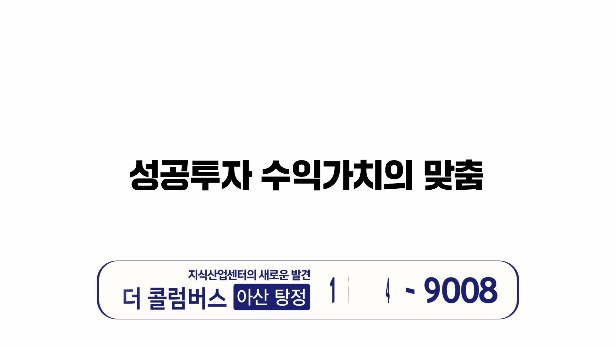 성공투자 수익가치의 맞춤
지식산업센터의 새로운 발견
더 콜럼버스 아산 탕정 - 9008